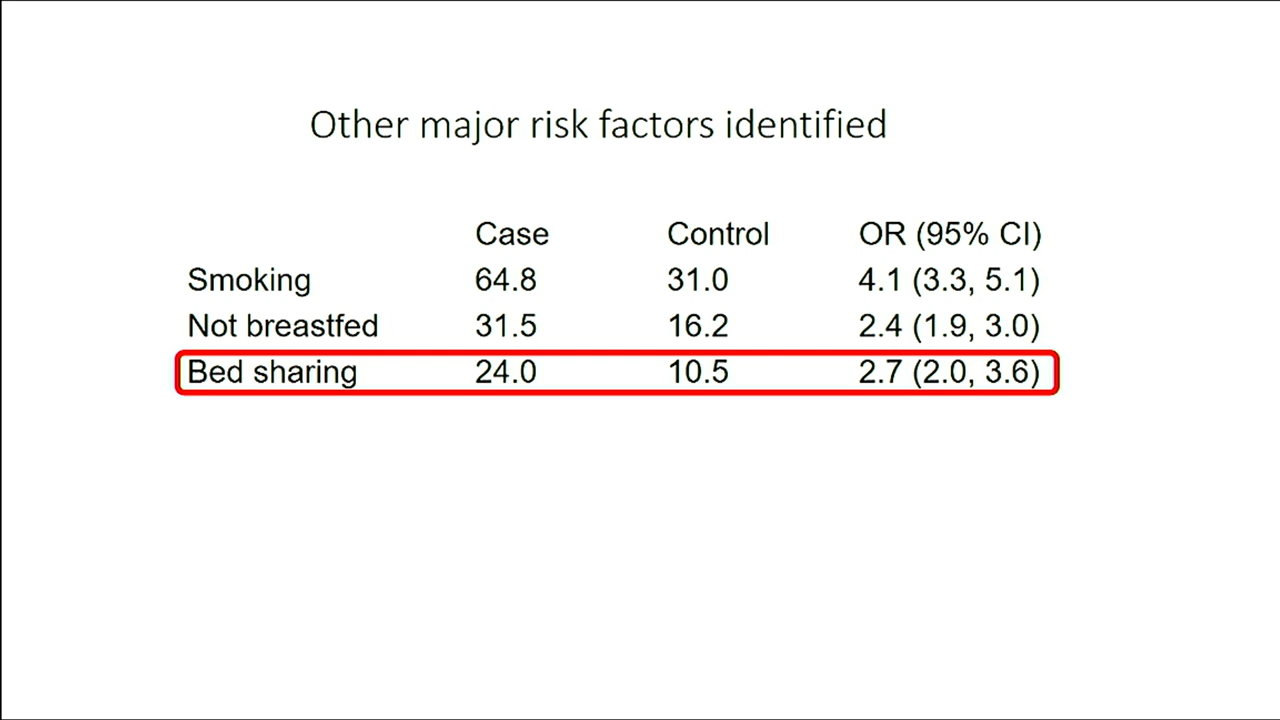 Other major risk factors identified
Case Control OR (95% CI)
Smoking 64.8 31.0 4.1 (3.3, 5.1)
Not breastfed 31.5 16.2 2.4 (1.9, 3.0)
Bed sharing 24.0 10.5 2.7 (2.0, 3.6)